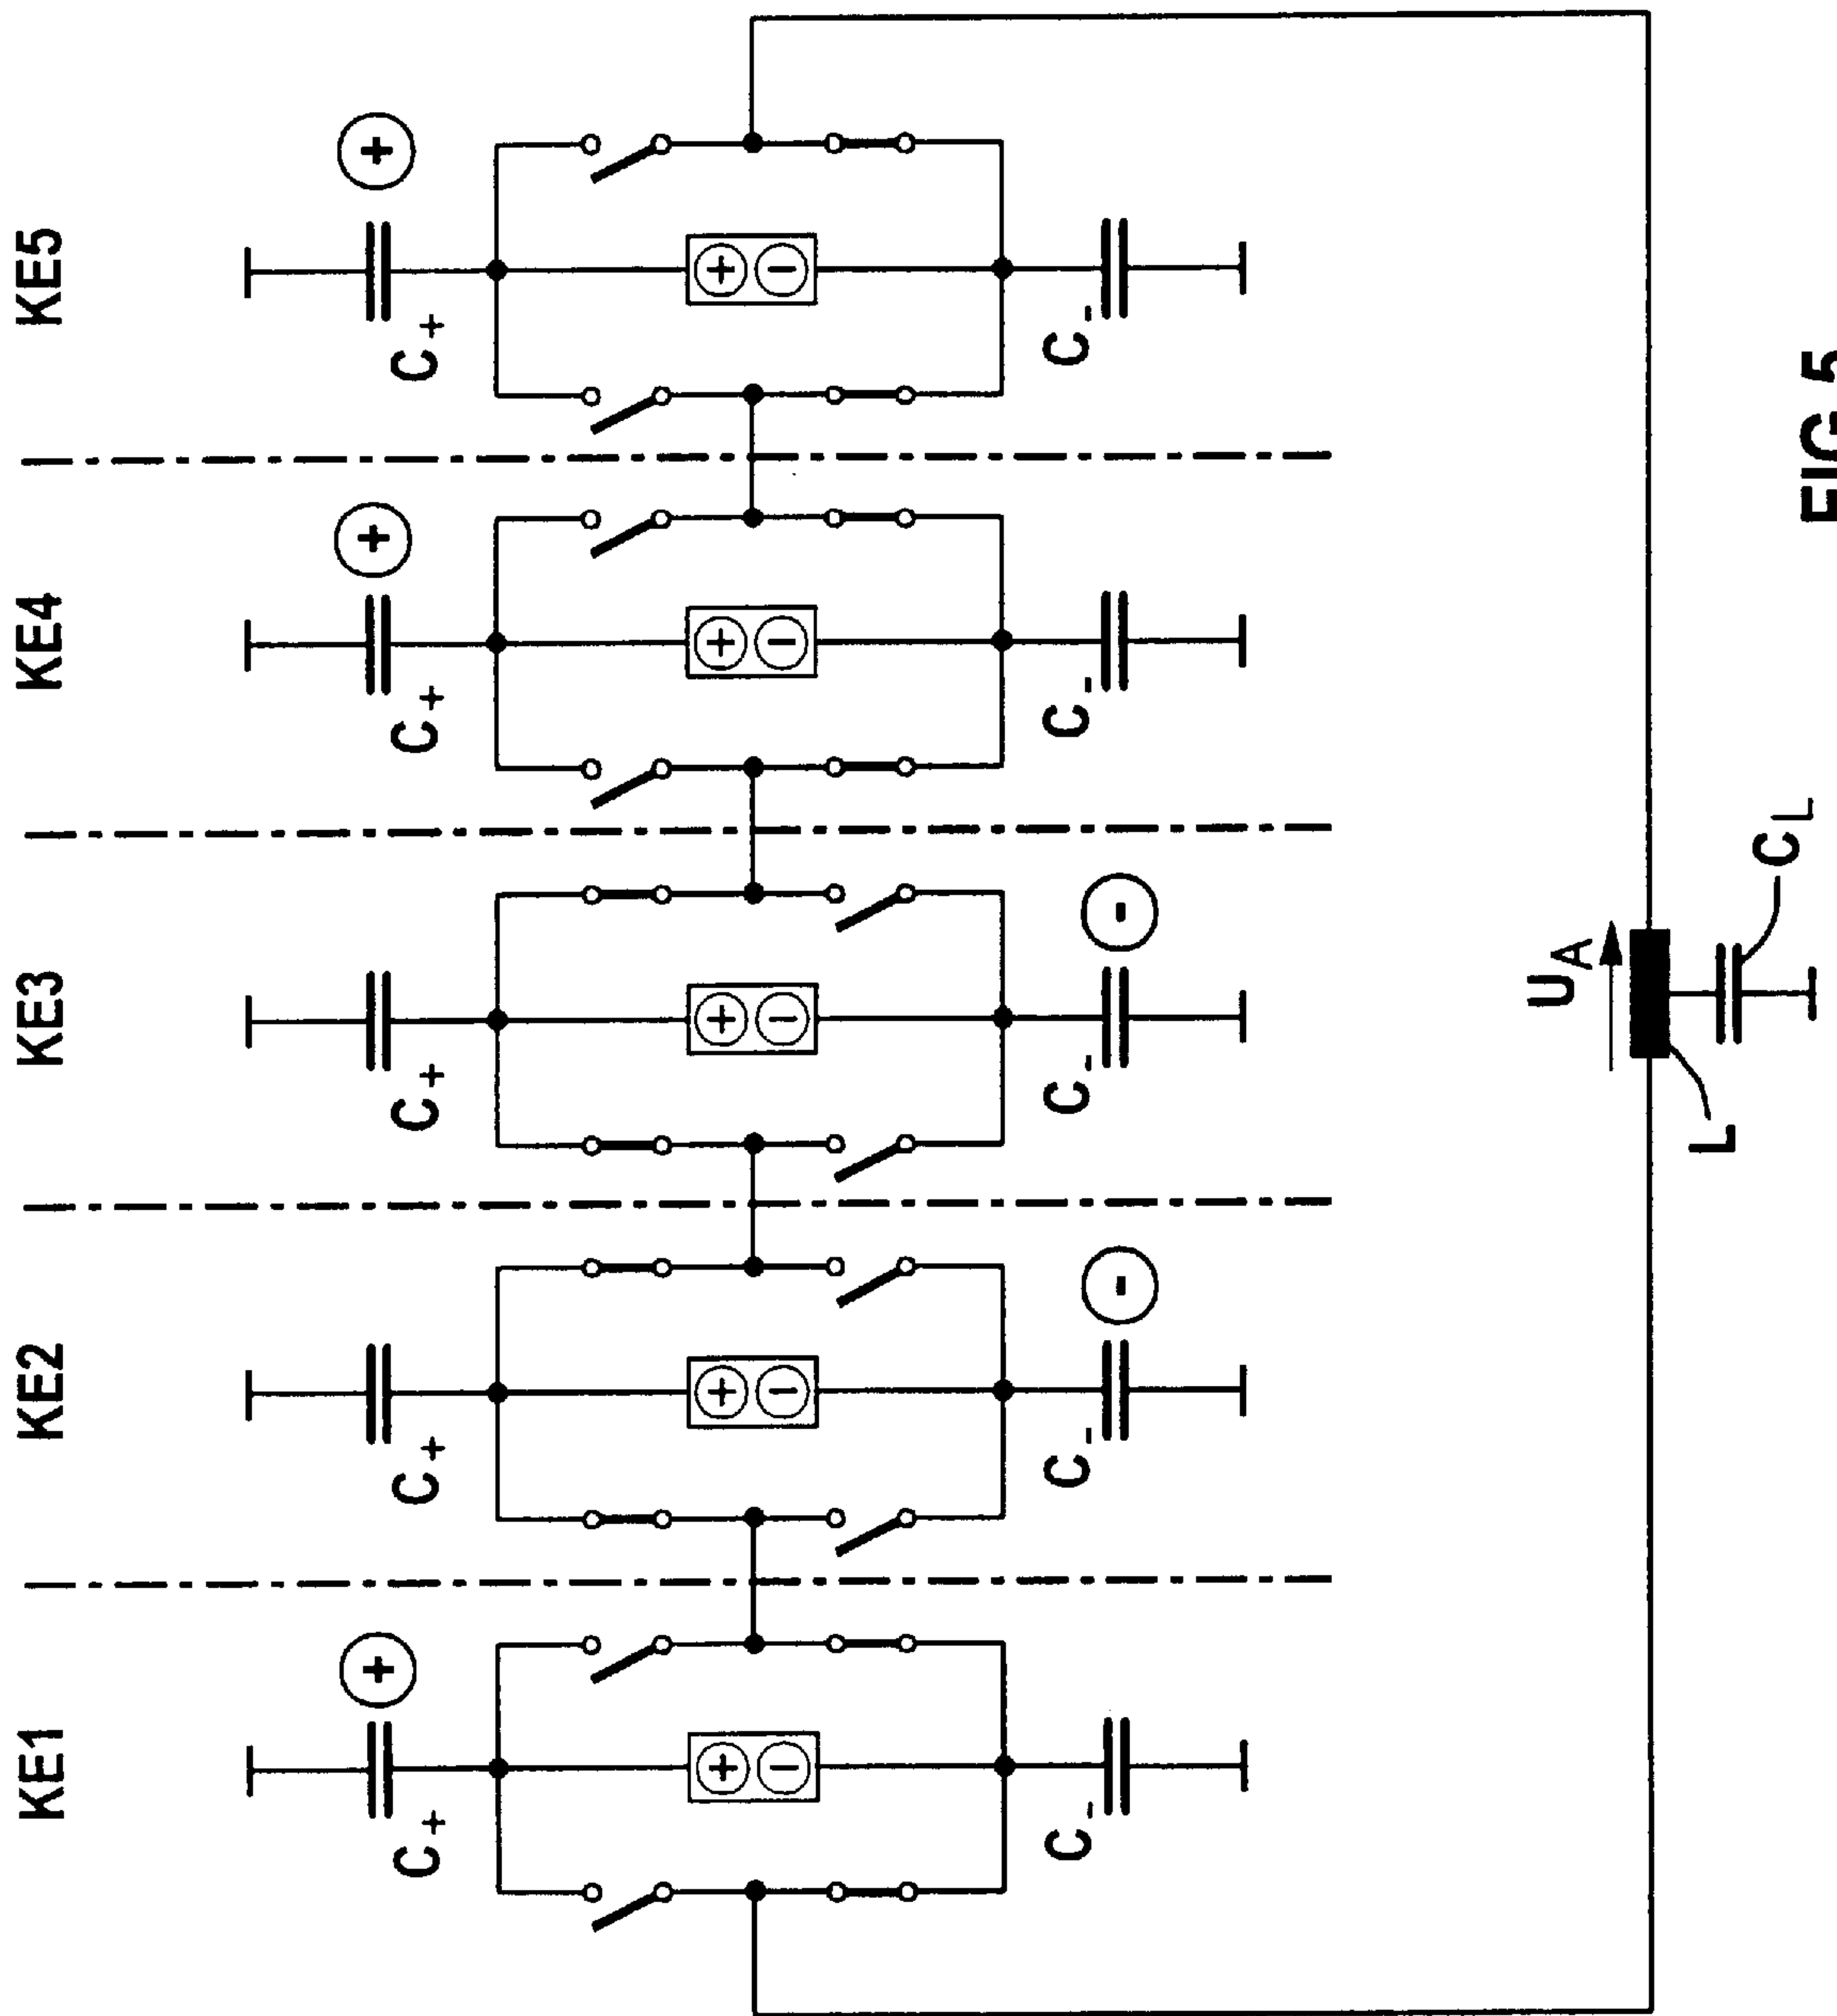 KE1 KE2 KE3 KE4 KE5
+ + +
C+ C+ C+ C+ C+
+ + + + +
- - - - -
C- C- C- C- C-
- -
UA
L
CL
FIG 5